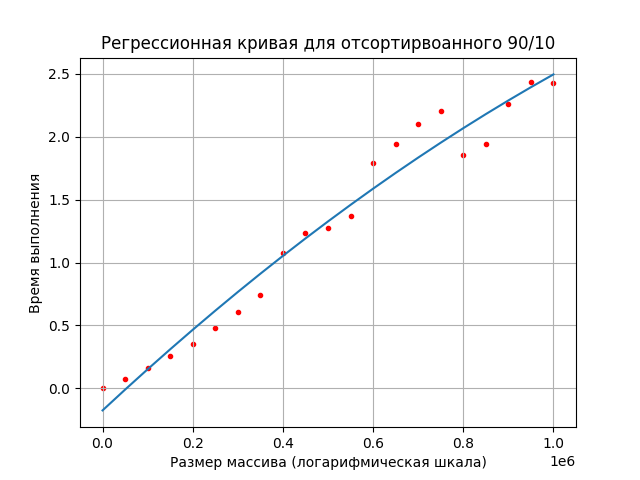 Регрессионная кривая для отсортирвоанного 90/10
Время выполнения
2.5
2.0
1.5
1.0
0.5
0.0
0.0 0.2 0.4 0.6 0.8 1.0
1e6
Размер массива (логарифмическая шкала)